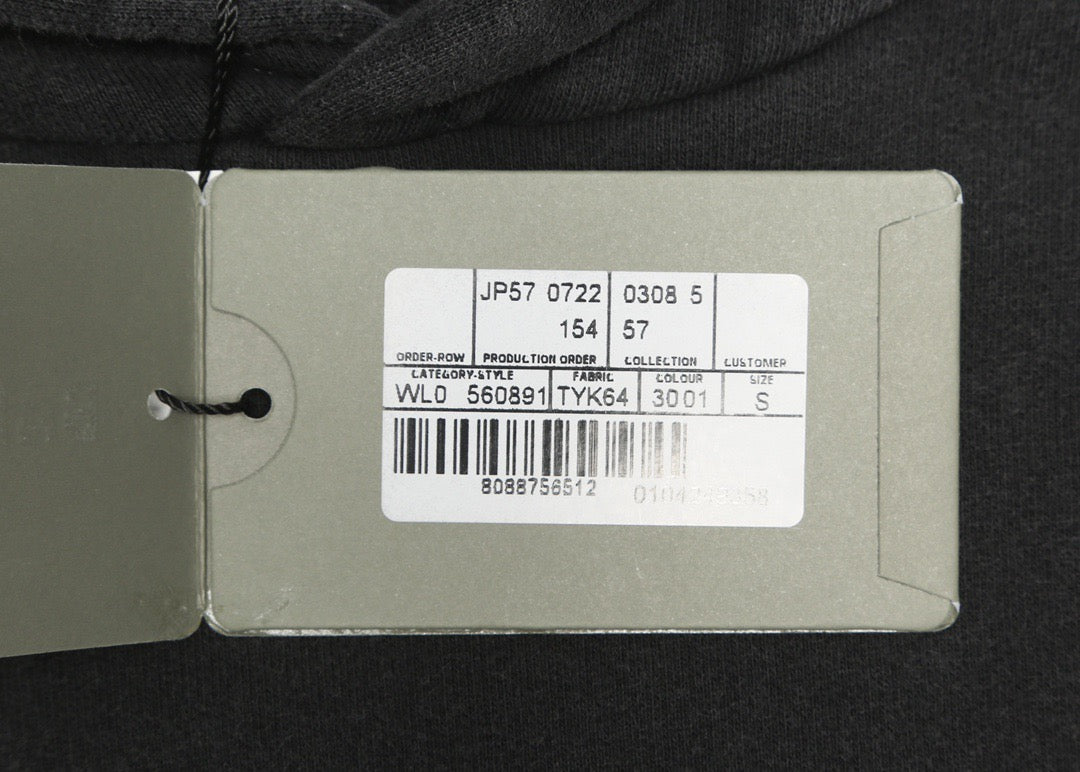 JP57 0722
0308 5
154
57
ORDER-ROW
PRODUCTION ORDER
COLLECTION
CUSTOMER
CATEGORY-STYLE
FABRIC
COLOUR
SIZE
WL0 560891
TYK64
3001
S
8088756512